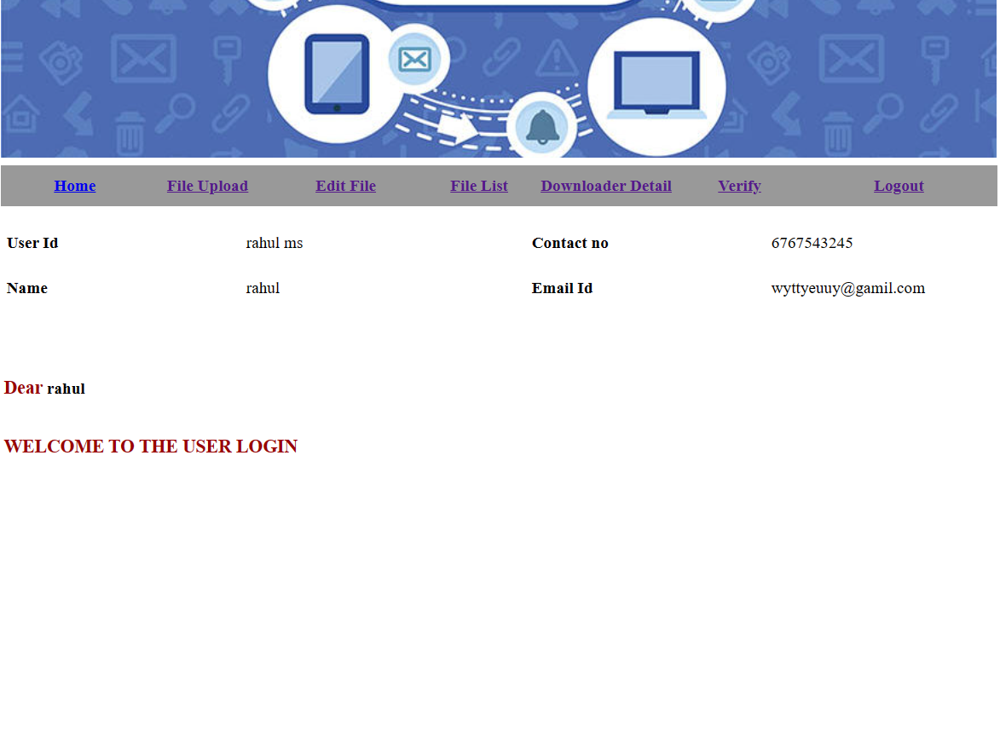 Home File Upload Edit File File List Downloader Detail Verify Logout
User Id rahul ms Contact no 6767543245
Name rahul Email Id wyttyeuuy@gamil.com
Dear rahul
WELCOME TO THE USER LOGIN